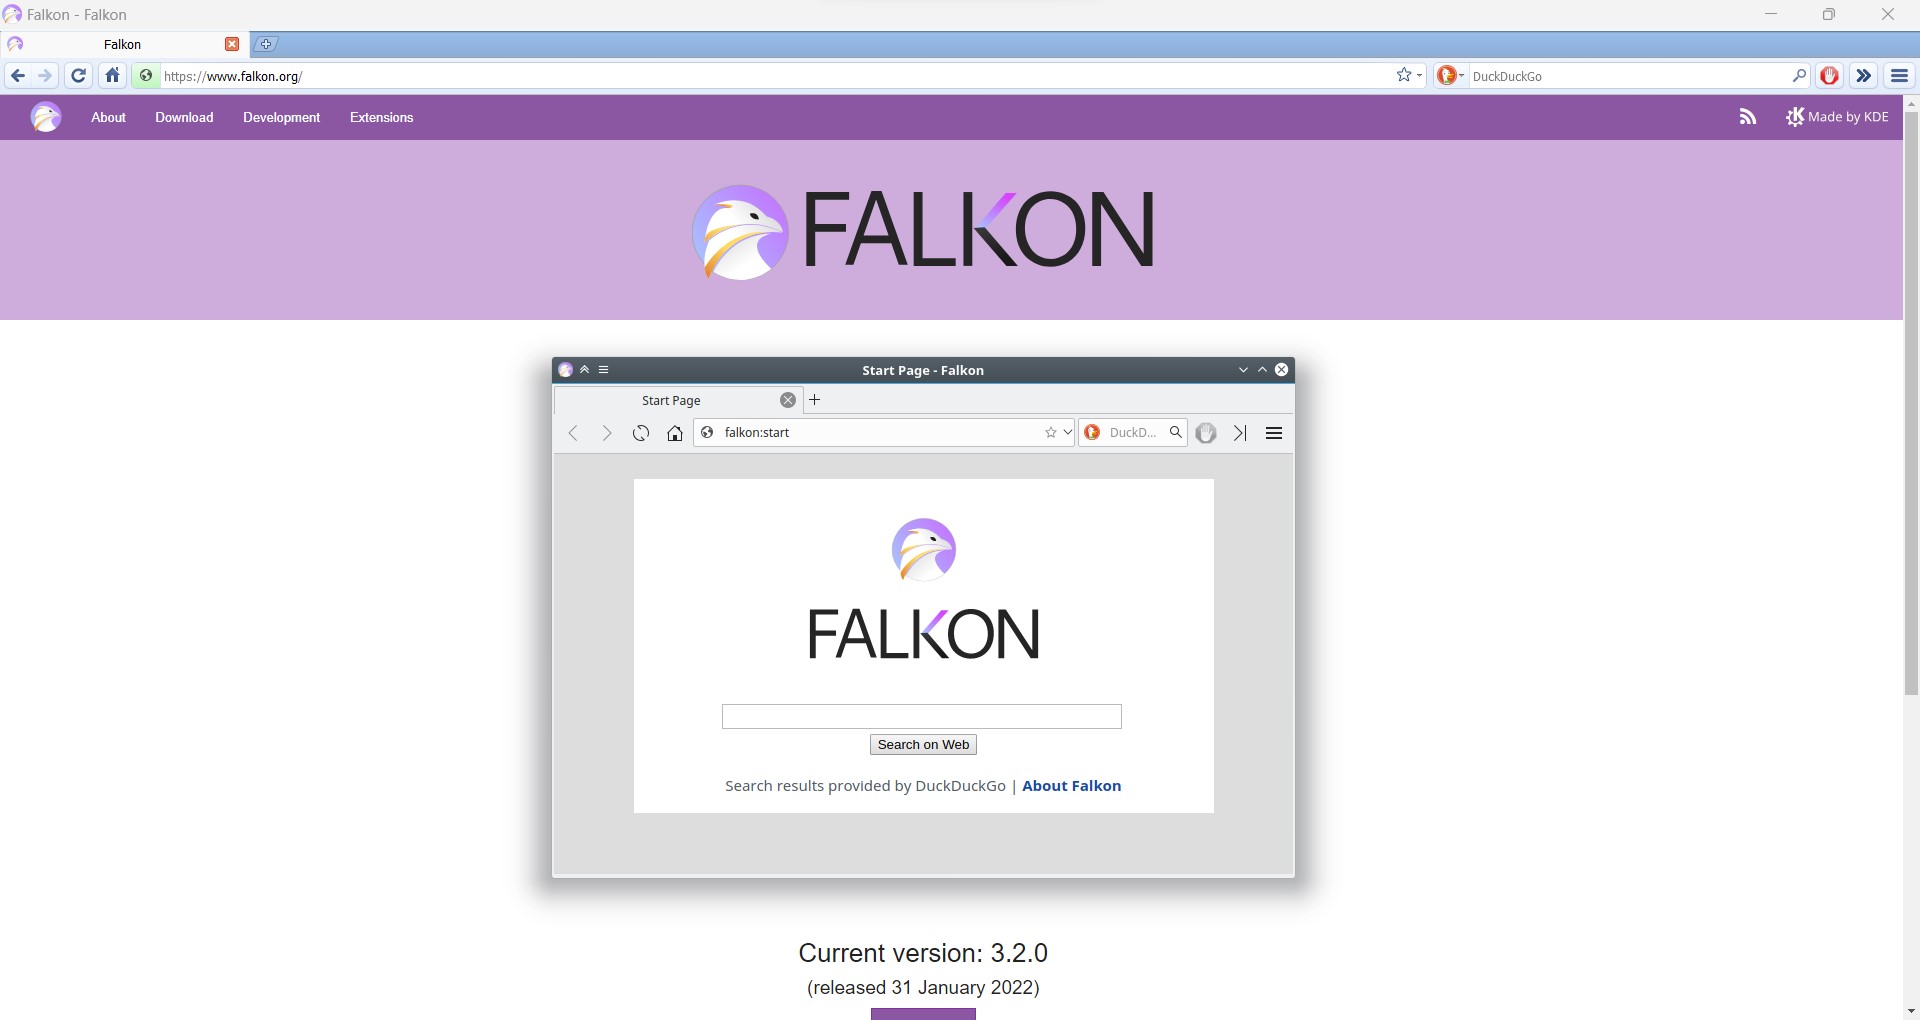 Falkon - Falkon
Falkon
https://www.falkon.org/
DuckDuckGo
About
Download
Development
Extensions
Made by KDE
FALKON
Start Page - Falkon
Start Page
falkon:start
DuckD...
FALKON
Search on Web
Search results provided by DuckDuckGo | About Falkon
Current version: 3.2.0
(released 31 January 2022)